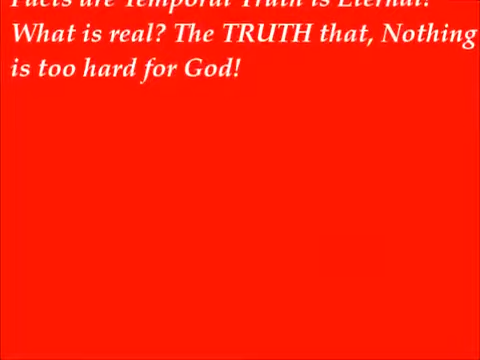 Facts are Temporal Truth is Eternal!
What is real? The TRUTH that, Nothing
is too hard for God!